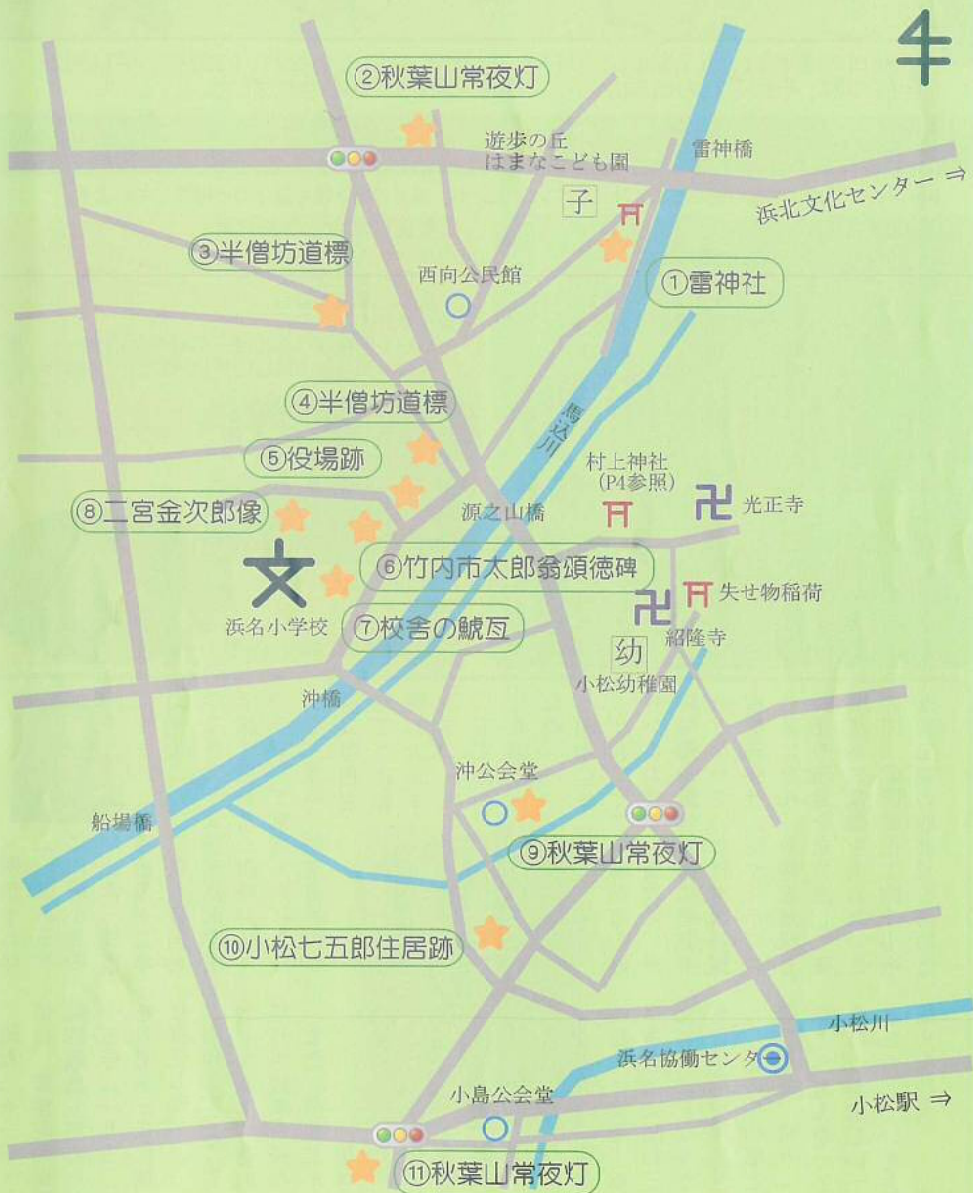 ②秋葉山常夜灯
遊歩の丘
はまなこども園
雷神橋
子
浜北文化センター ⇒
③半僧坊道標
西向公民館
①雷神社
④半僧坊道標
馬込川
⑤役場跡
村上神社
(P4参照)
光正寺
⑧二宮金次郎像
源之山橋
⑥竹内市太郎翁頌徳碑
文
失せ物稲荷
浜名小学校
⑦校舎の鯱瓦
紹隆寺
幼
小松幼稚園
沖橋
沖公会堂
船場橋
⑨秋葉山常夜灯
⑩小松七五郎住居跡
小松川
浜名協働センター
小島公会堂
小松駅 ⇒
⑪秋葉山常夜灯